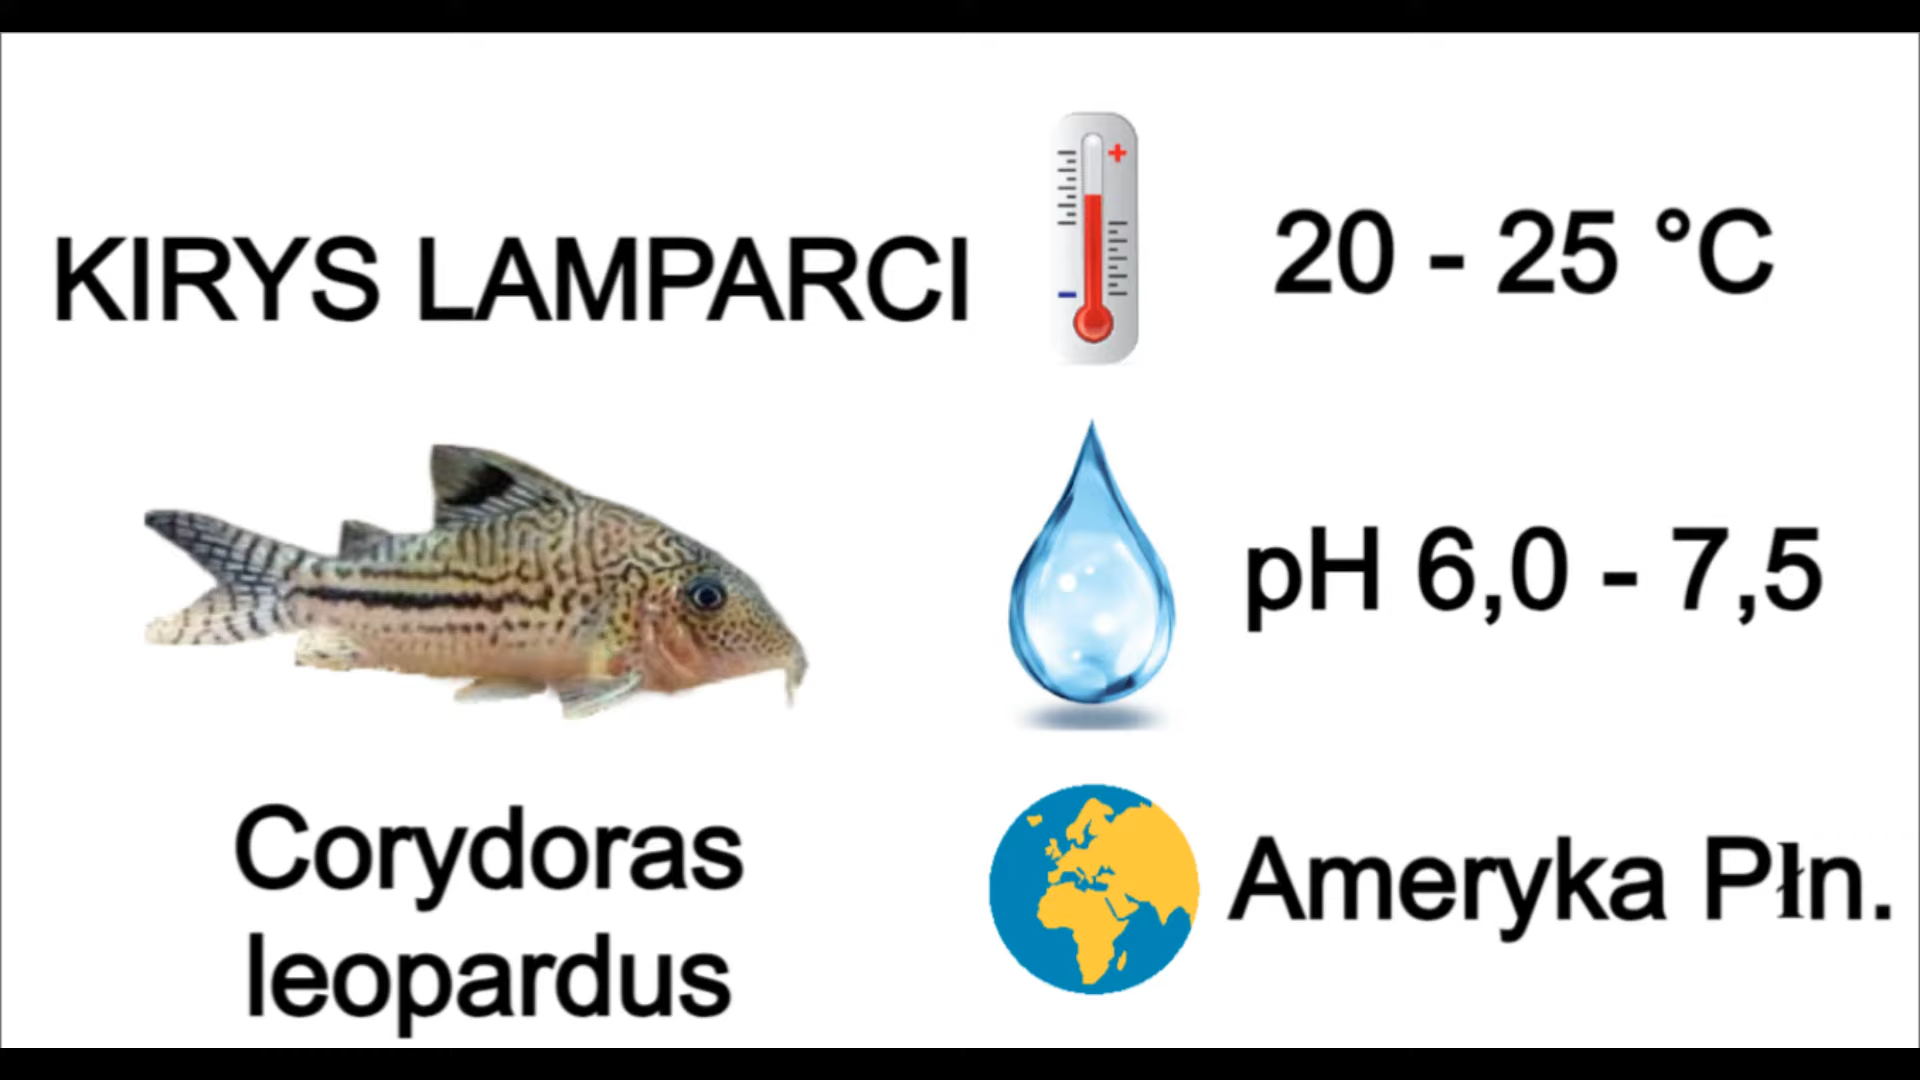 KIRYS LAMPARCI
20 - 25 °C
pH 6,0 - 7,5
Corydoras
leopardus
Ameryka Płn.